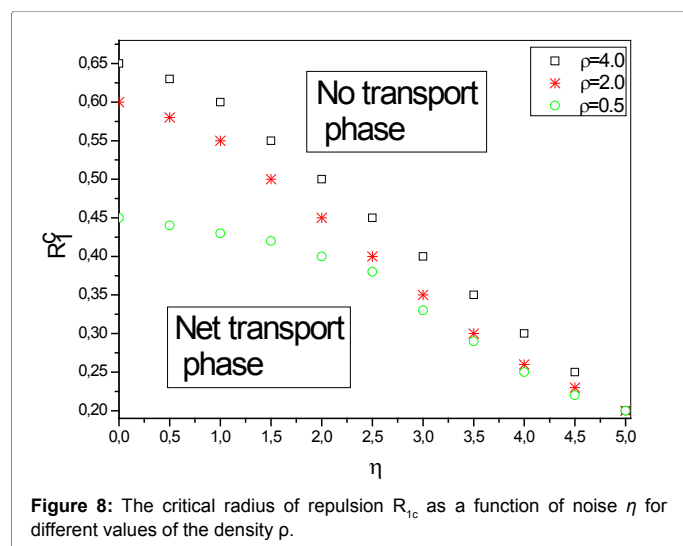 ρ=4.0
ρ=2.0
ρ=0.5
No transport
phase
Net transport
phase
R₁ᶜ
0,65
0,60
0,55
0,50
0,45
0,40
0,35
0,30
0,25
0,20
0,0 0,5 1,0 1,5 2,0 2,5 3,0 3,5 4,0 4,5 5,0
η
Figure 8: The critical radius of repulsion R1c as a function of noise η for
different values of the density ρ.